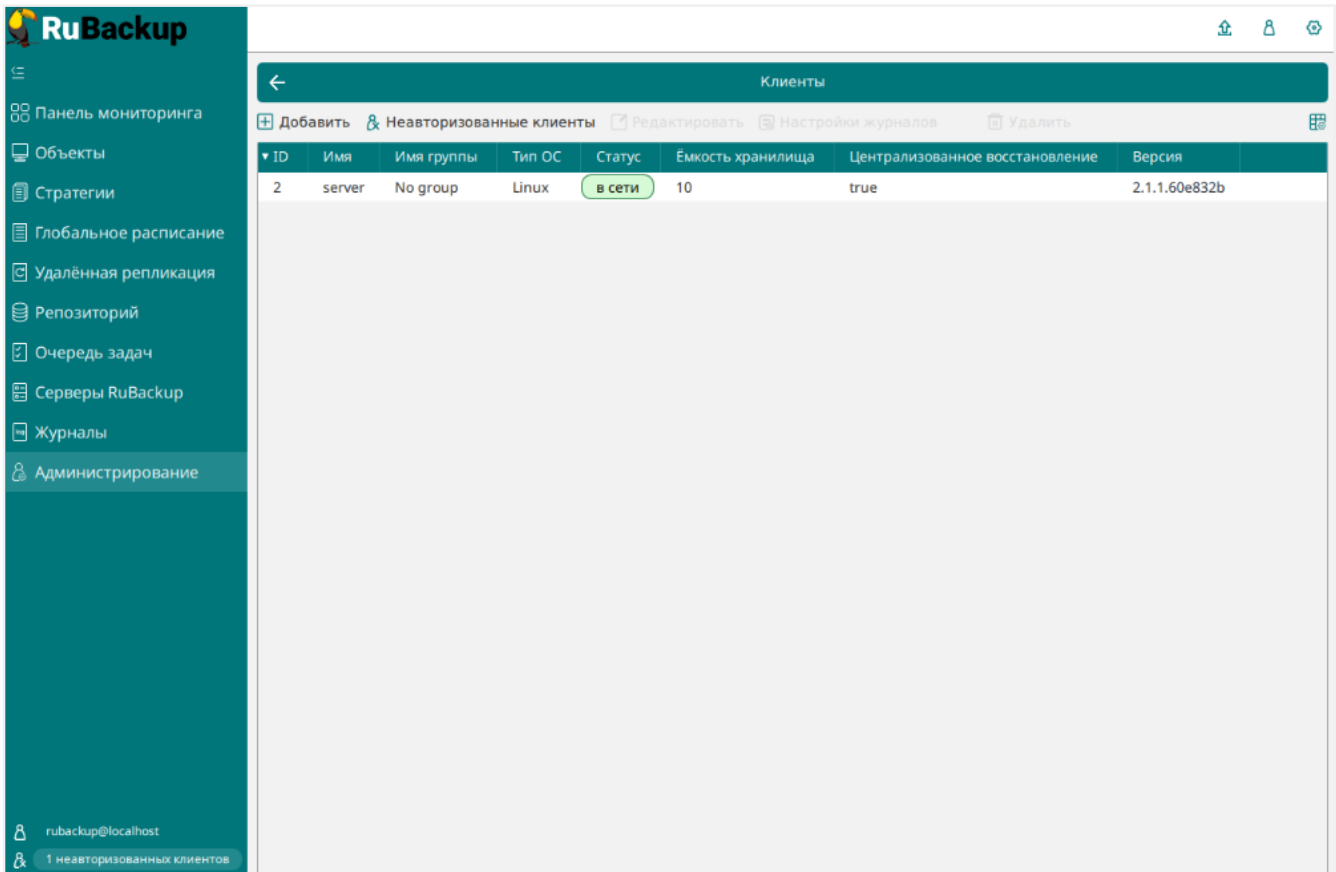 RuBackup
Клиенты
Панель мониторинга
Объекты
Стратегии
Глобальное расписание
Удалённая репликация
Репозиторий
Очередь задач
Серверы RuBackup
Журналы
Администрирование
Добавить Неавторизованные клиенты Редактировать Настройки журналов Удалить
ID Имя Имя группы Тип ОС Статус Ёмкость хранилища Централизованное восстановление Версия
2 server No group Linux в сети 10 true 2.1.1.60e832b
rubackup@localhost
1 неавторизованных клиентов